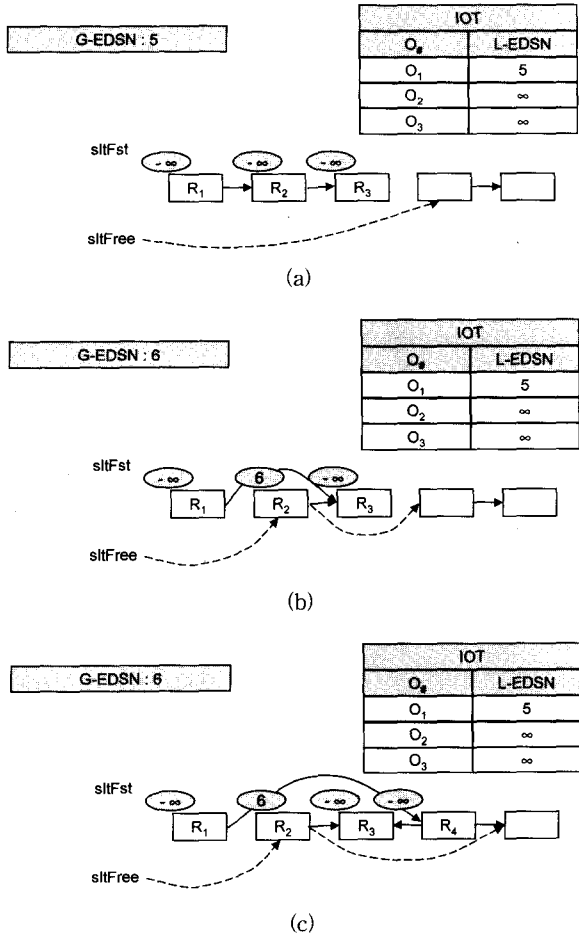 G-EDSN : 5
IOT
O# L-EDSN
O1 5
O2 ∞
O3 ∞
sltFst
- ∞ - ∞ - ∞
R1 R2 R3
sltFree
(a)
G-EDSN : 6
IOT
O# L-EDSN
O1 5
O2 ∞
O3 ∞
sltFst
- ∞ 6 - ∞
R1 R2 R3
sltFree
(b)
G-EDSN : 6
IOT
O# L-EDSN
O1 5
O2 ∞
O3 ∞
sltFst
- ∞ 6 - ∞ - ∞
R1 R2 R3 R4
sltFree
(c)